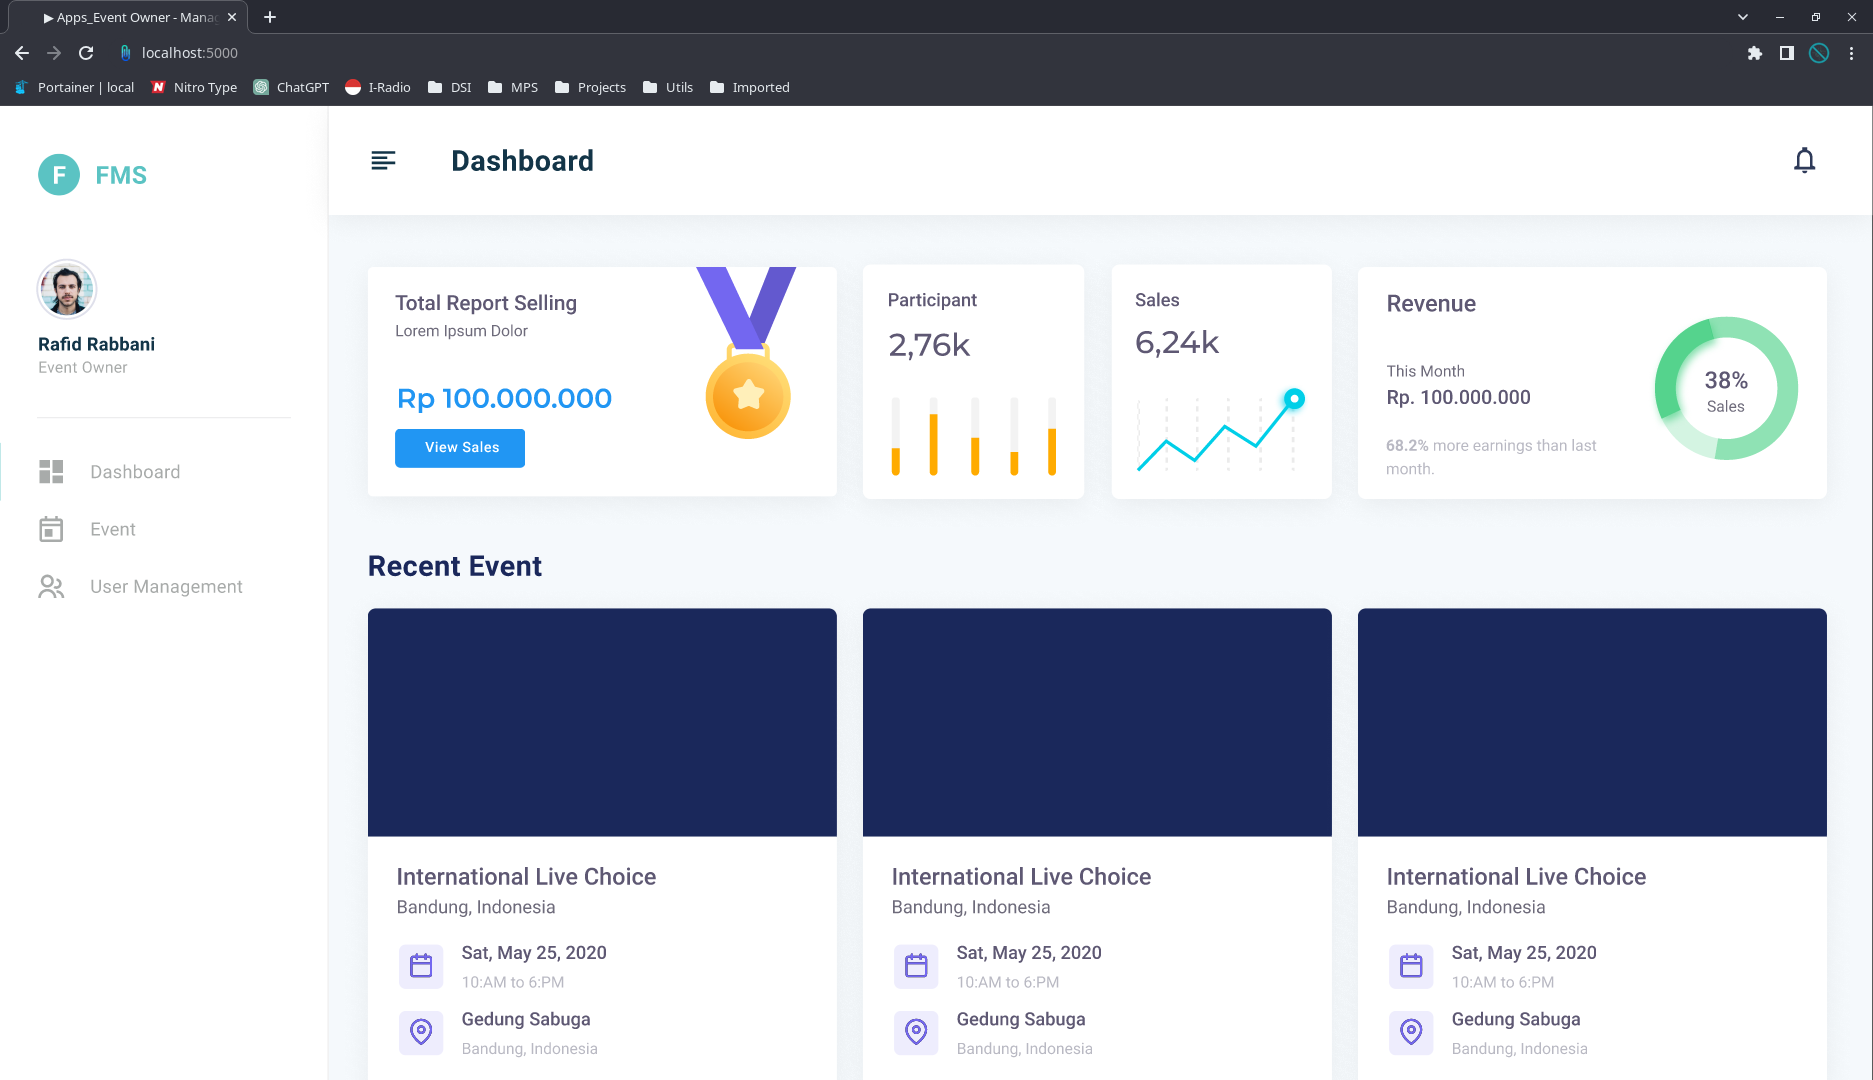 ▶ Apps_Event Owner - Mana
localhost:5000
Portainer | local
Nitro Type
ChatGPT
I-Radio
DSI
MPS
Projects
Utils
Imported
F
FMS
Rafid Rabbani
Event Owner
Dashboard
Event
User Management
Dashboard
Total Report Selling
Lorem Ipsum Dolor
Rp 100.000.000
View Sales
Participant
2,76k
Sales
6,24k
Revenue
This Month
Rp. 100.000.000
68.2% more earnings than last
month.
38%
Sales
Recent Event
International Live Choice
Bandung, Indonesia
Sat, May 25, 2020
10:AM to 6:PM
Gedung Sabuga
Bandung, Indonesia
International Live Choice
Bandung, Indonesia
Sat, May 25, 2020
10:AM to 6:PM
Gedung Sabuga
Bandung, Indonesia
International Live Choice
Bandung, Indonesia
Sat, May 25, 2020
10:AM to 6:PM
Gedung Sabuga
Bandung, Indonesia